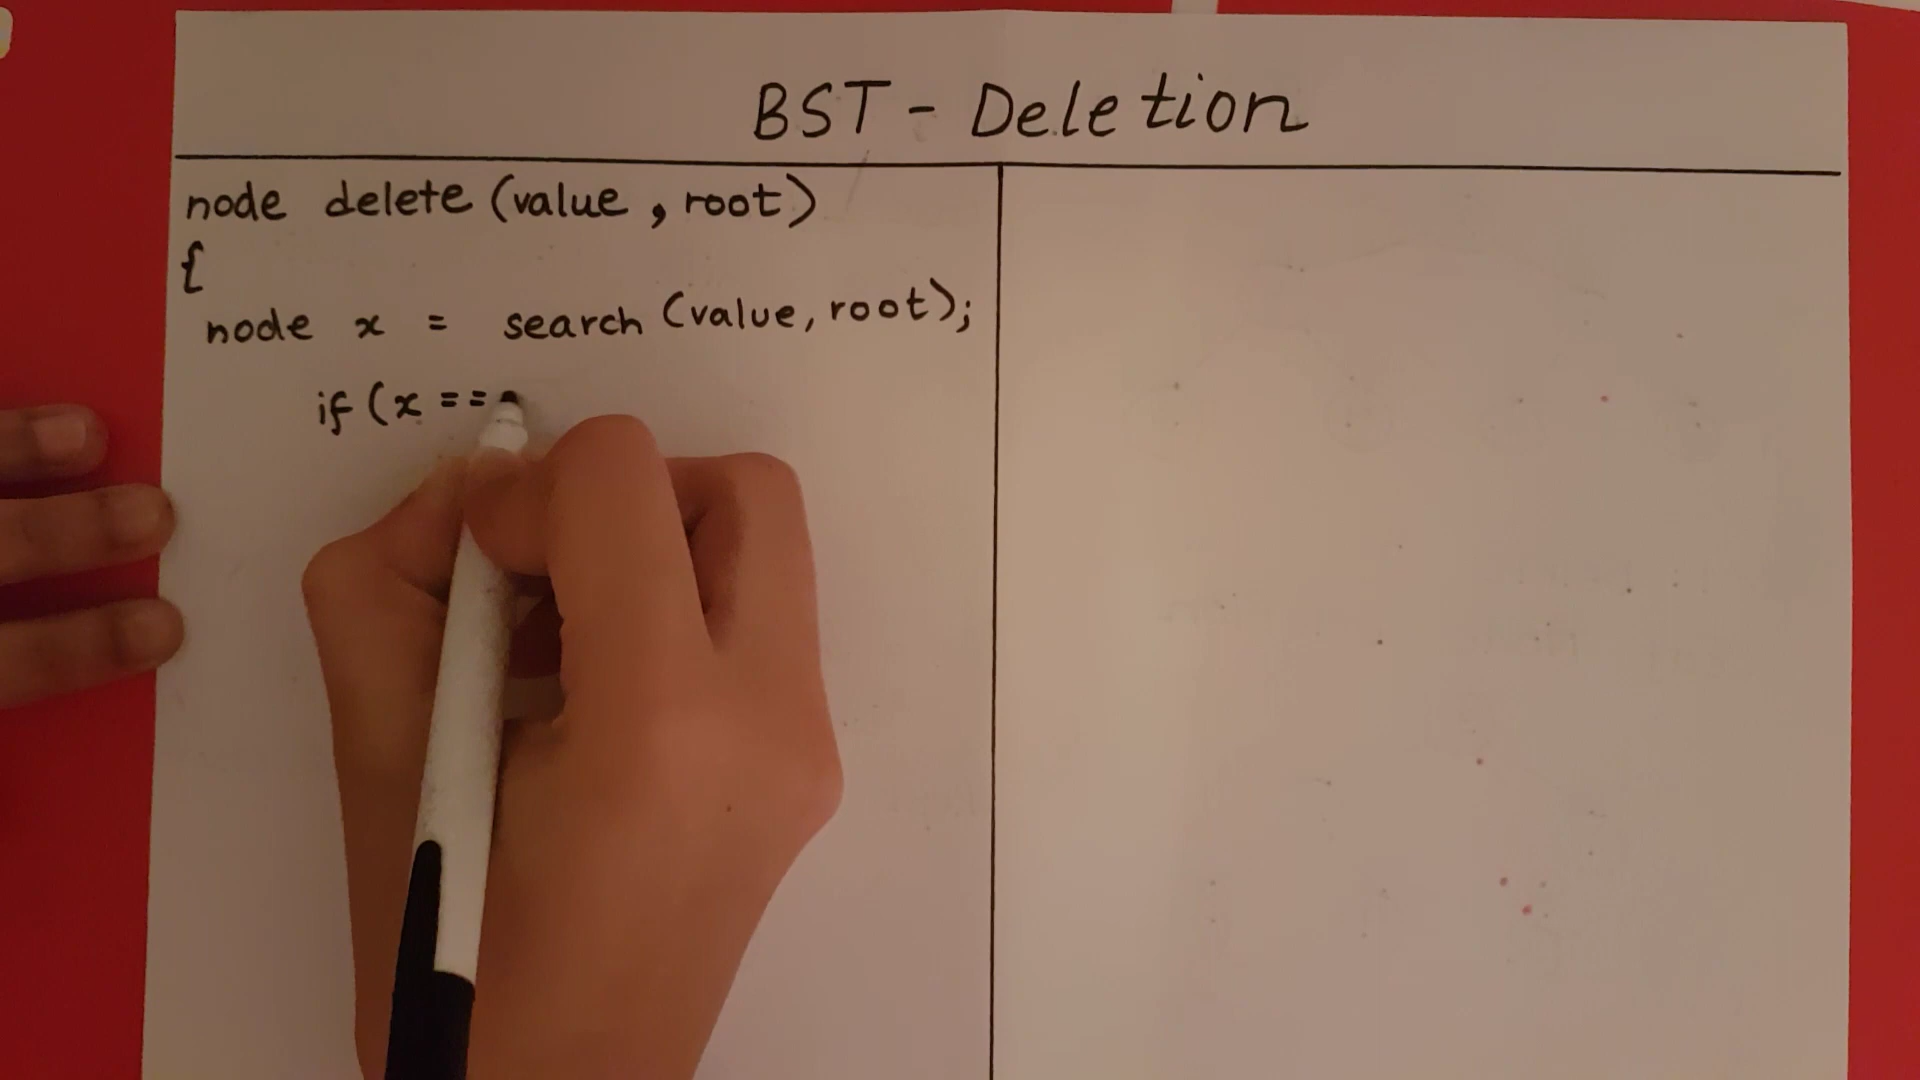 BST - Deletion
node delete (value, root)
{
node x = search (value, root);
if (x ==